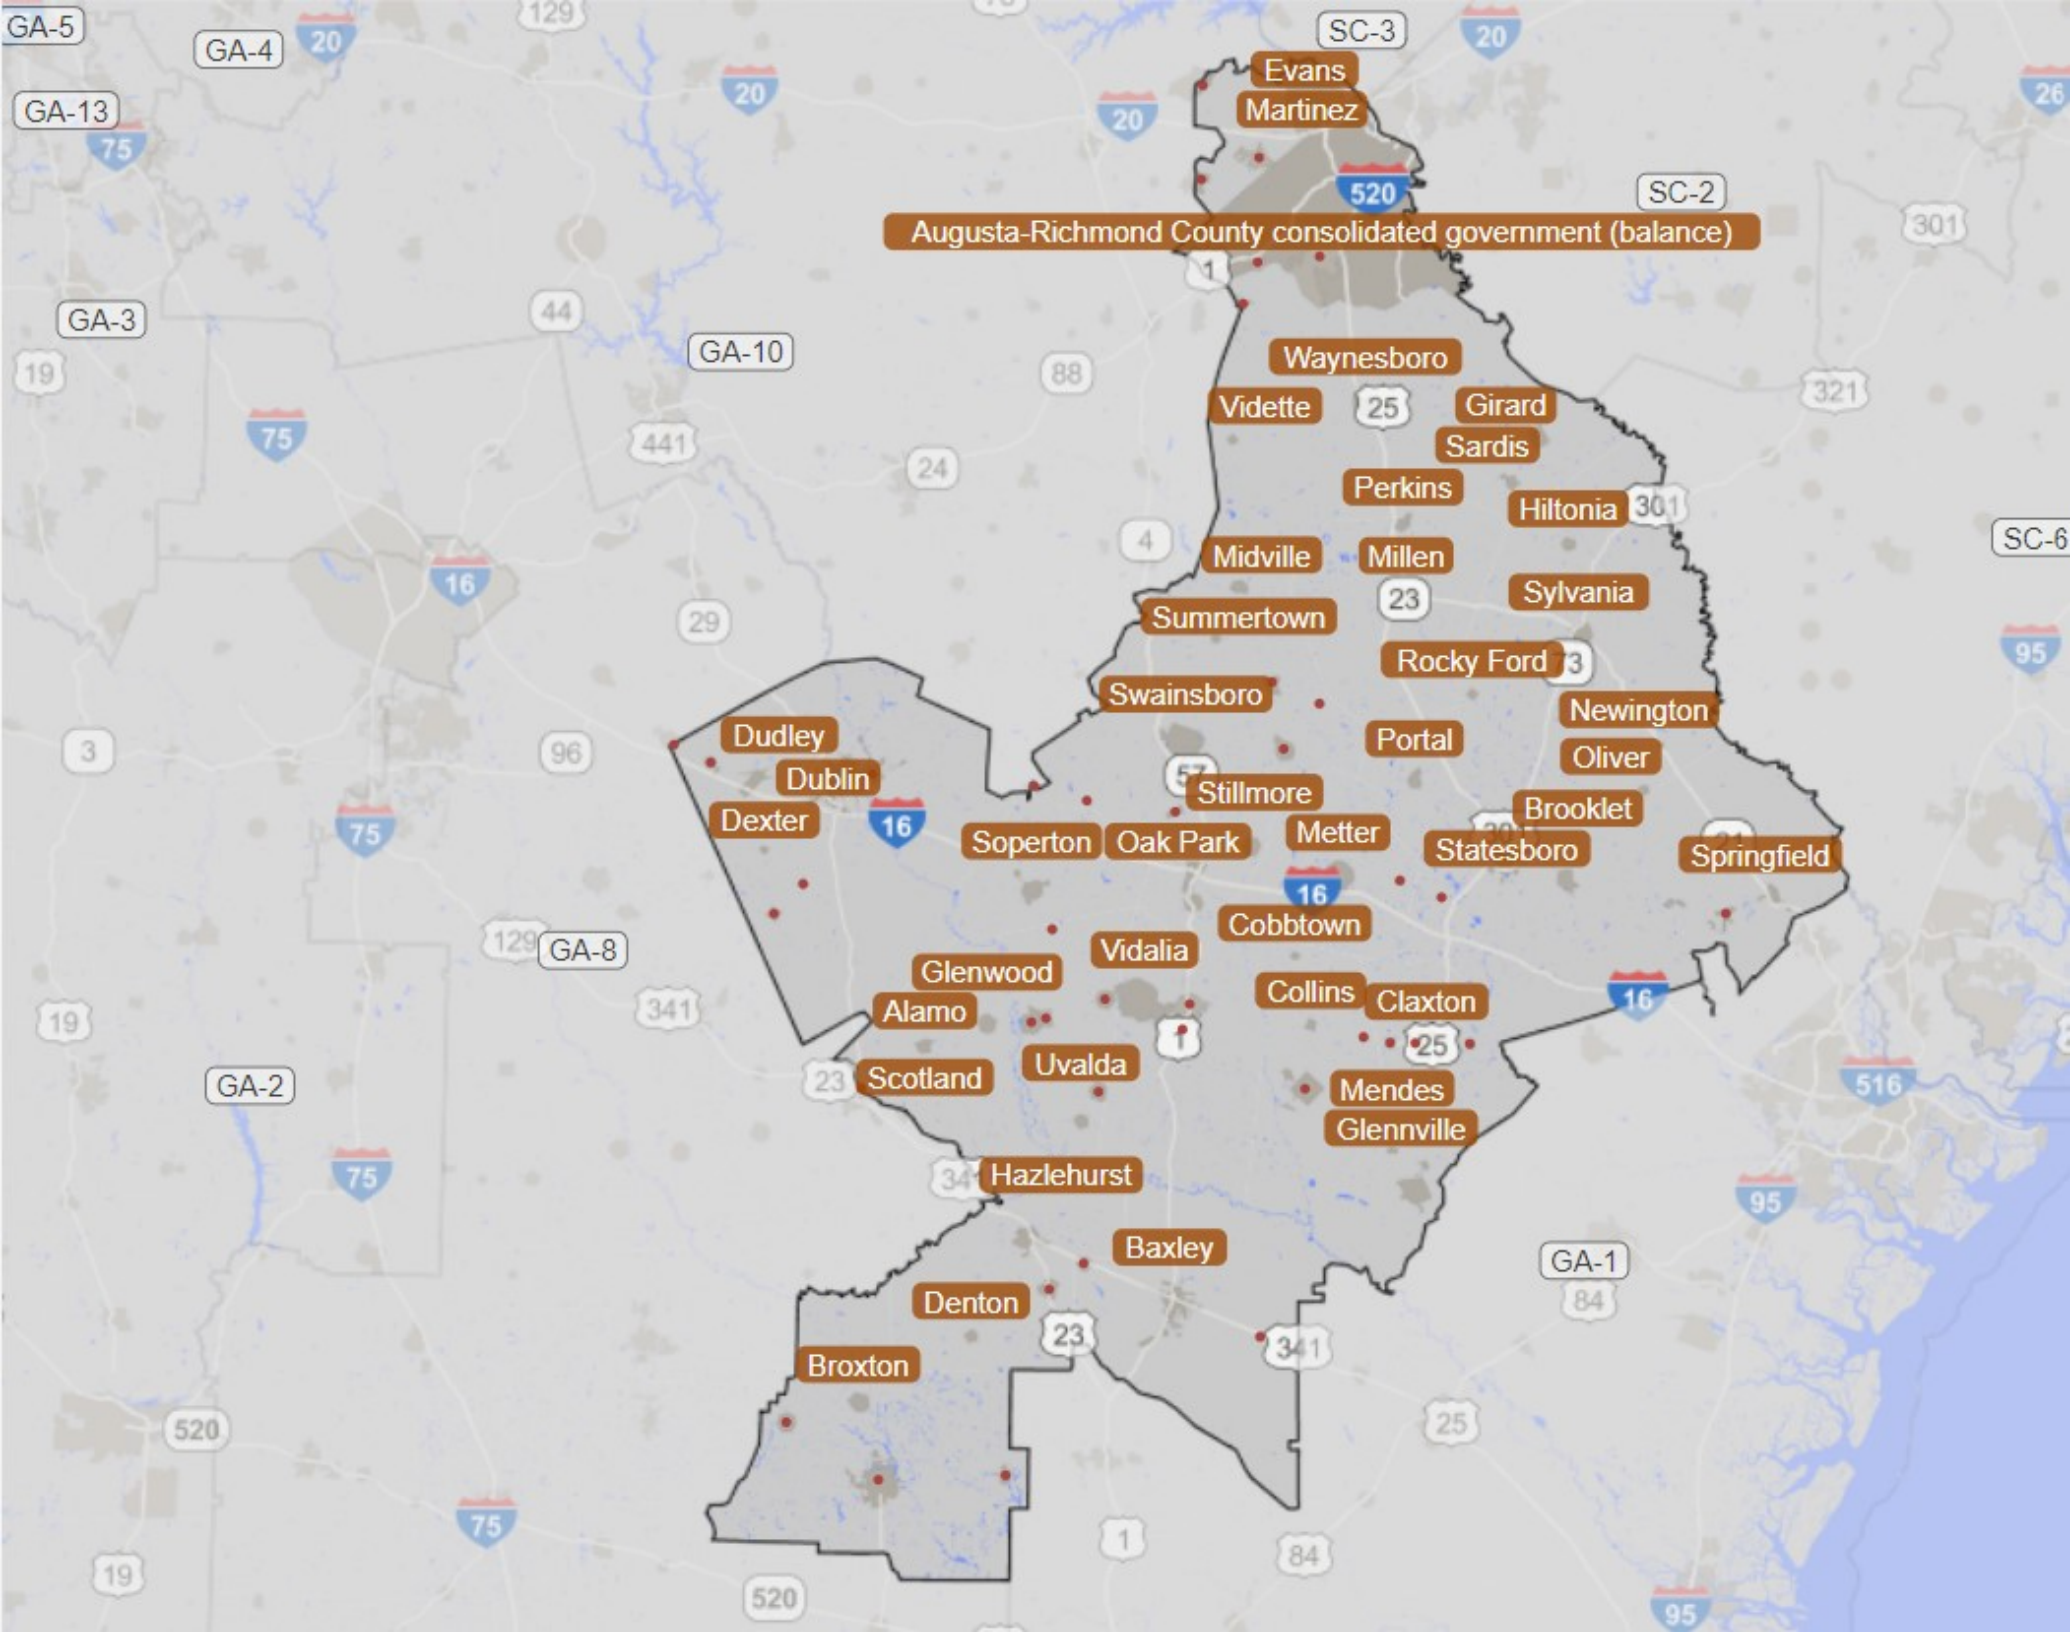 GA-5
129
SC-3
GA-4
20
20
Evans
20
26
GA-13
Martinez
20
75
520
SC-2
301
Augusta-Richmond County consolidated government (balance)
1
44
GA-3
GA-10
Waynesboro
19
88
321
Vidette
25
Girard
75
441
Sardis
24
Perkins
Hiltonia
301
4
SC-6
Midville
Millen
16
Sylvania
23
Summertown
29
95
Rocky Ford
73
Swainsboro
Newington
Dudley
Portal
3
96
Oliver
Dublin
57
Stillmore
Brooklet
Dexter
16
75
Metter
301
21
Soperton
Oak Park
Statesboro
Springfield
16
Cobbtown
129
GA-8
Vidalia
Glenwood
Collins
Claxton
16
341
Alamo
19
1
25
Uvalda
23
Scotland
GA-2
Mendes
516
Glennville
75
341
Hazlehurst
95
Baxley
GA-1
Denton
84
23
341
Broxton
520
25
75
1
84
19
520
95